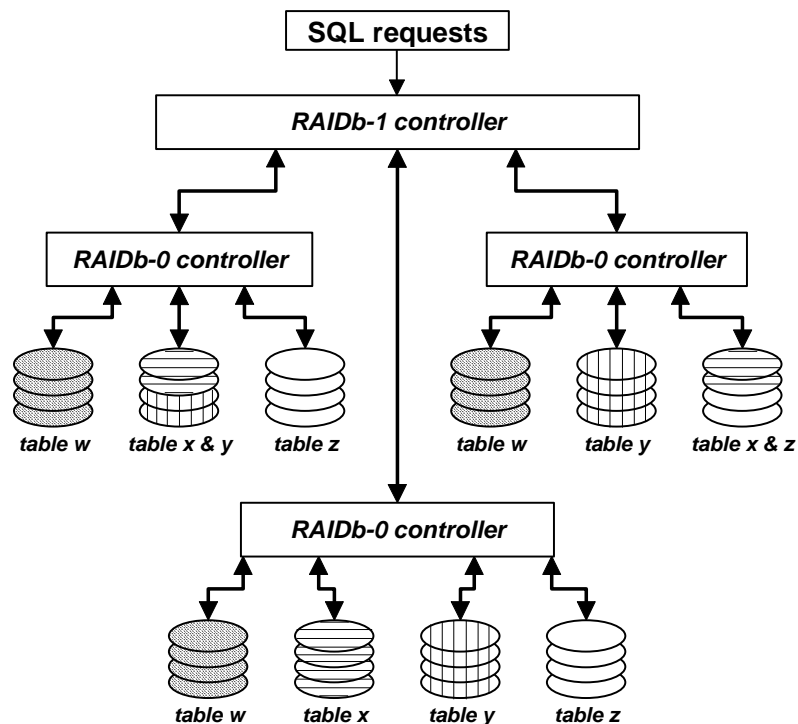 SQL requests
RAIDb-1 controller
RAIDb-0 controller
RAIDb-0 controller
table w
table x & y
table z
table w
table y
table x & z
RAIDb-0 controller
table w
table x
table y
table z